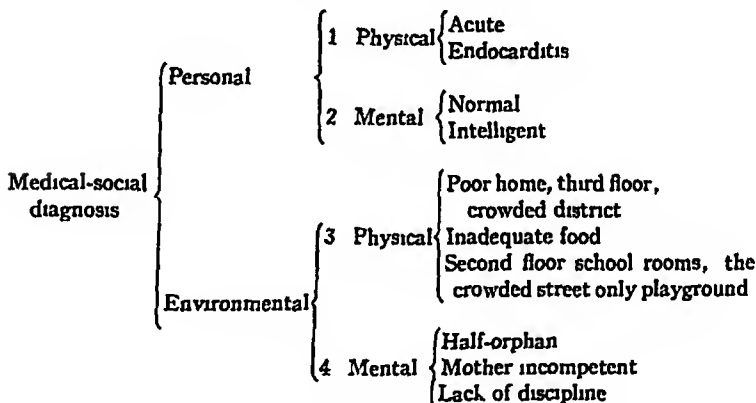 1 Physical Acute
Endocarditis
Personal
2 Mental Normal
Intelligent
Medical-social
diagnosis
Poor home, third floor,
crowded district
3 Physical Inadequate food
Second floor school rooms, the
crowded street only playground
Environmental
Half-orphan
4 Mental Mother incompetent
Lack of discipline